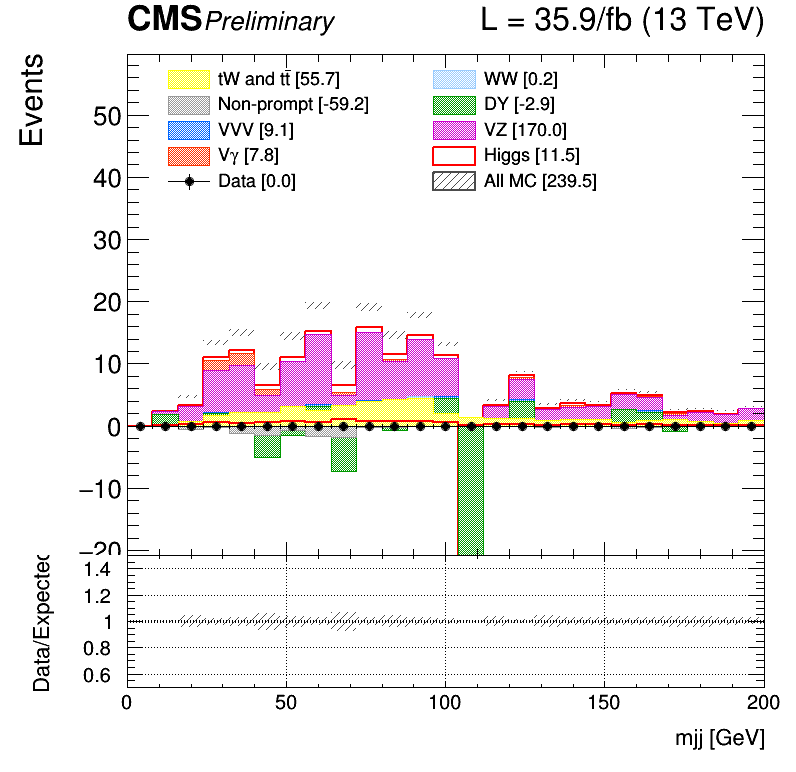 CMS Preliminary L = 35.9/fb (13 TeV)
Events
tW and tt̄ [55.7] WW [0.2]
Non-prompt [-59.2] DY [-2.9]
VVV [9.1] VZ [170.0]
Vγ [7.8] Higgs [11.5]
Data [0.0] All MC [239.5]
50
40
30
20
10
0
−10
−20
Data/Expected
1.4
1.2
1
0.8
0.6
0 50 100 150 200
mjj [GeV]